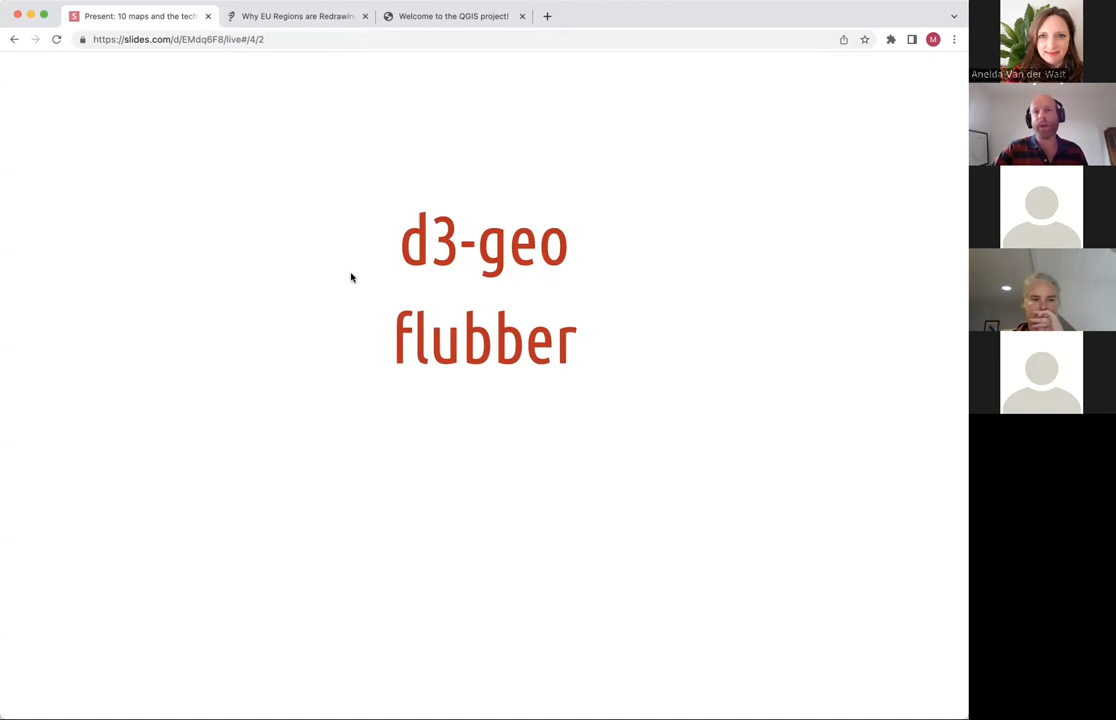 Present: 10 maps and the tech
Why EU Regions are Redrawin
Welcome to the QGIS project!
https://slides.com/d/EMdq6F8/live#/4/2
M
d3-geo
flubber
Anelda Van der Walt